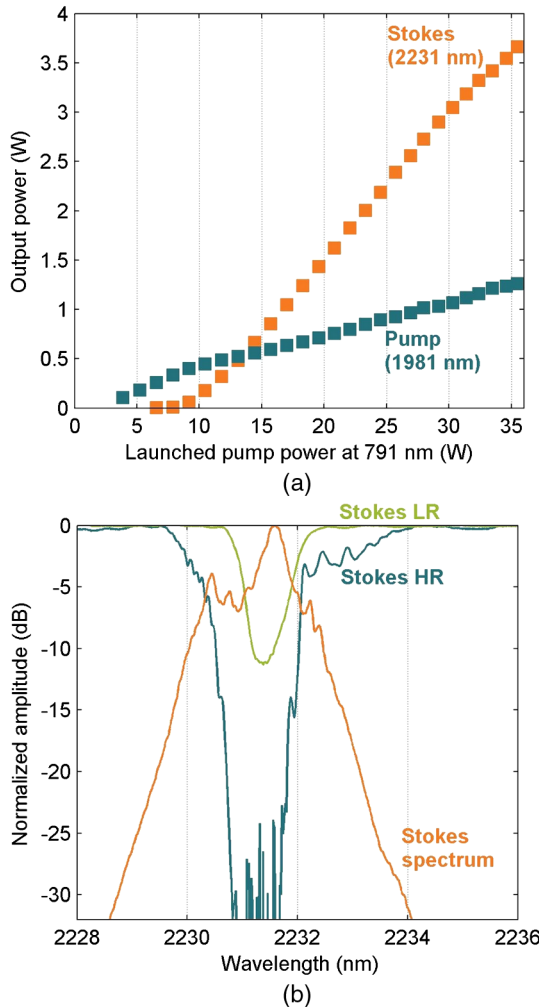 4
3.5
3
2.5
2
1.5
1
0.5
0
Output power (W)
Stokes
(2231 nm)
Pump
(1981 nm)
0 5 10 15 20 25 30 35
Launched pump power at 791 nm (W)
(a)
0
-5
-10
-15
-20
-25
-30
Normalized amplitude (dB)
Stokes LR
Stokes HR
Stokes
spectrum
2228 2230 2232 2234 2236
Wavelength (nm)
(b)